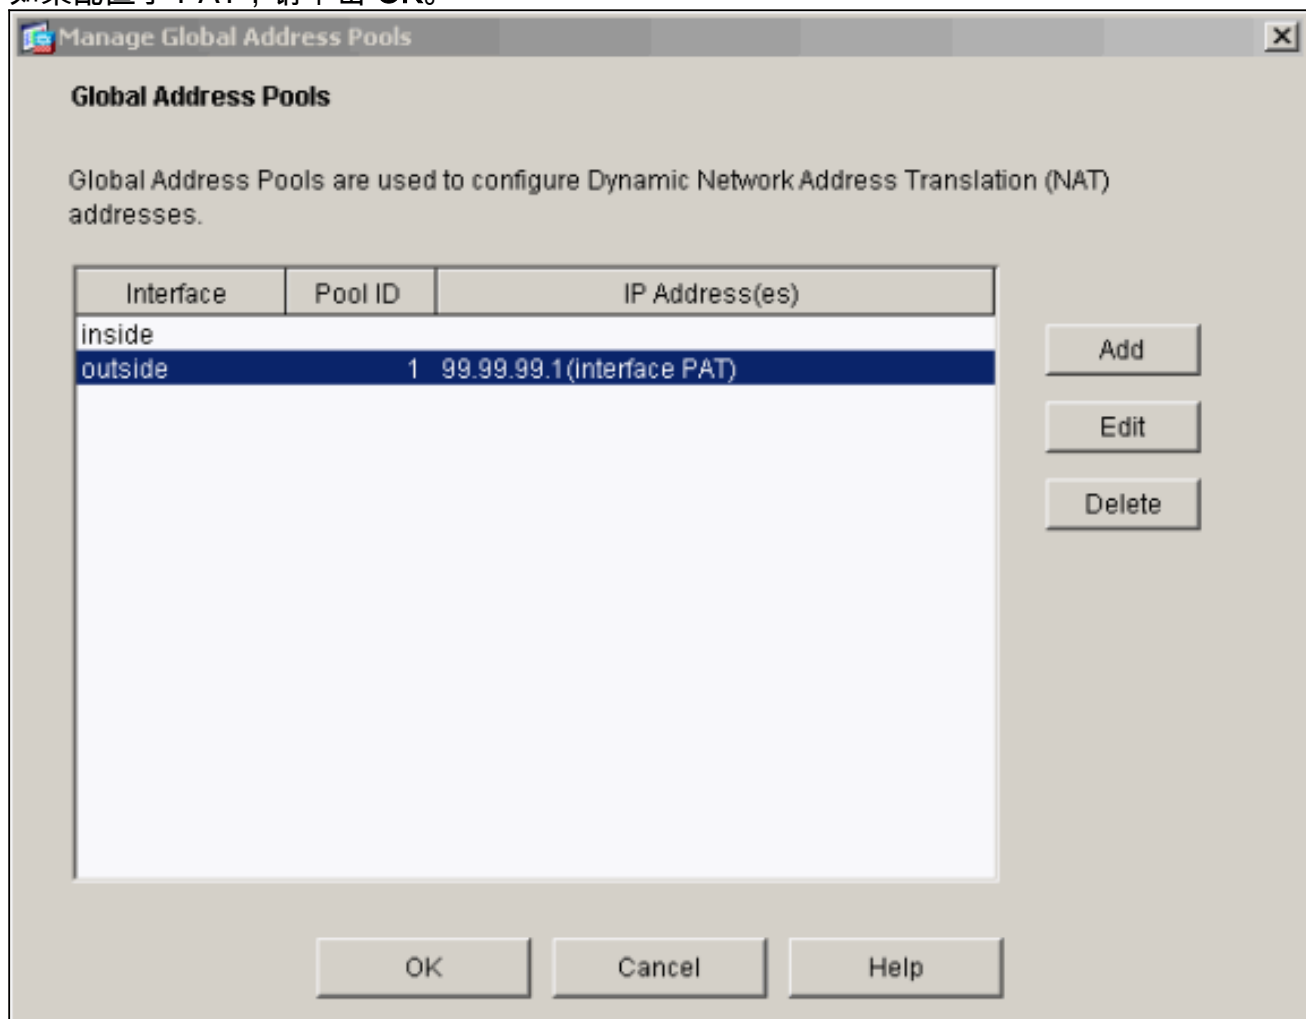 Manage Global Address Pools
Global Address Pools
Global Address Pools are used to configure Dynamic Network Address Translation (NAT)
addresses.
Interface Pool ID IP Address(es)
inside
outside 1 99.99.99.1(interface PAT)
Add
Edit
Delete
OK Cancel Help